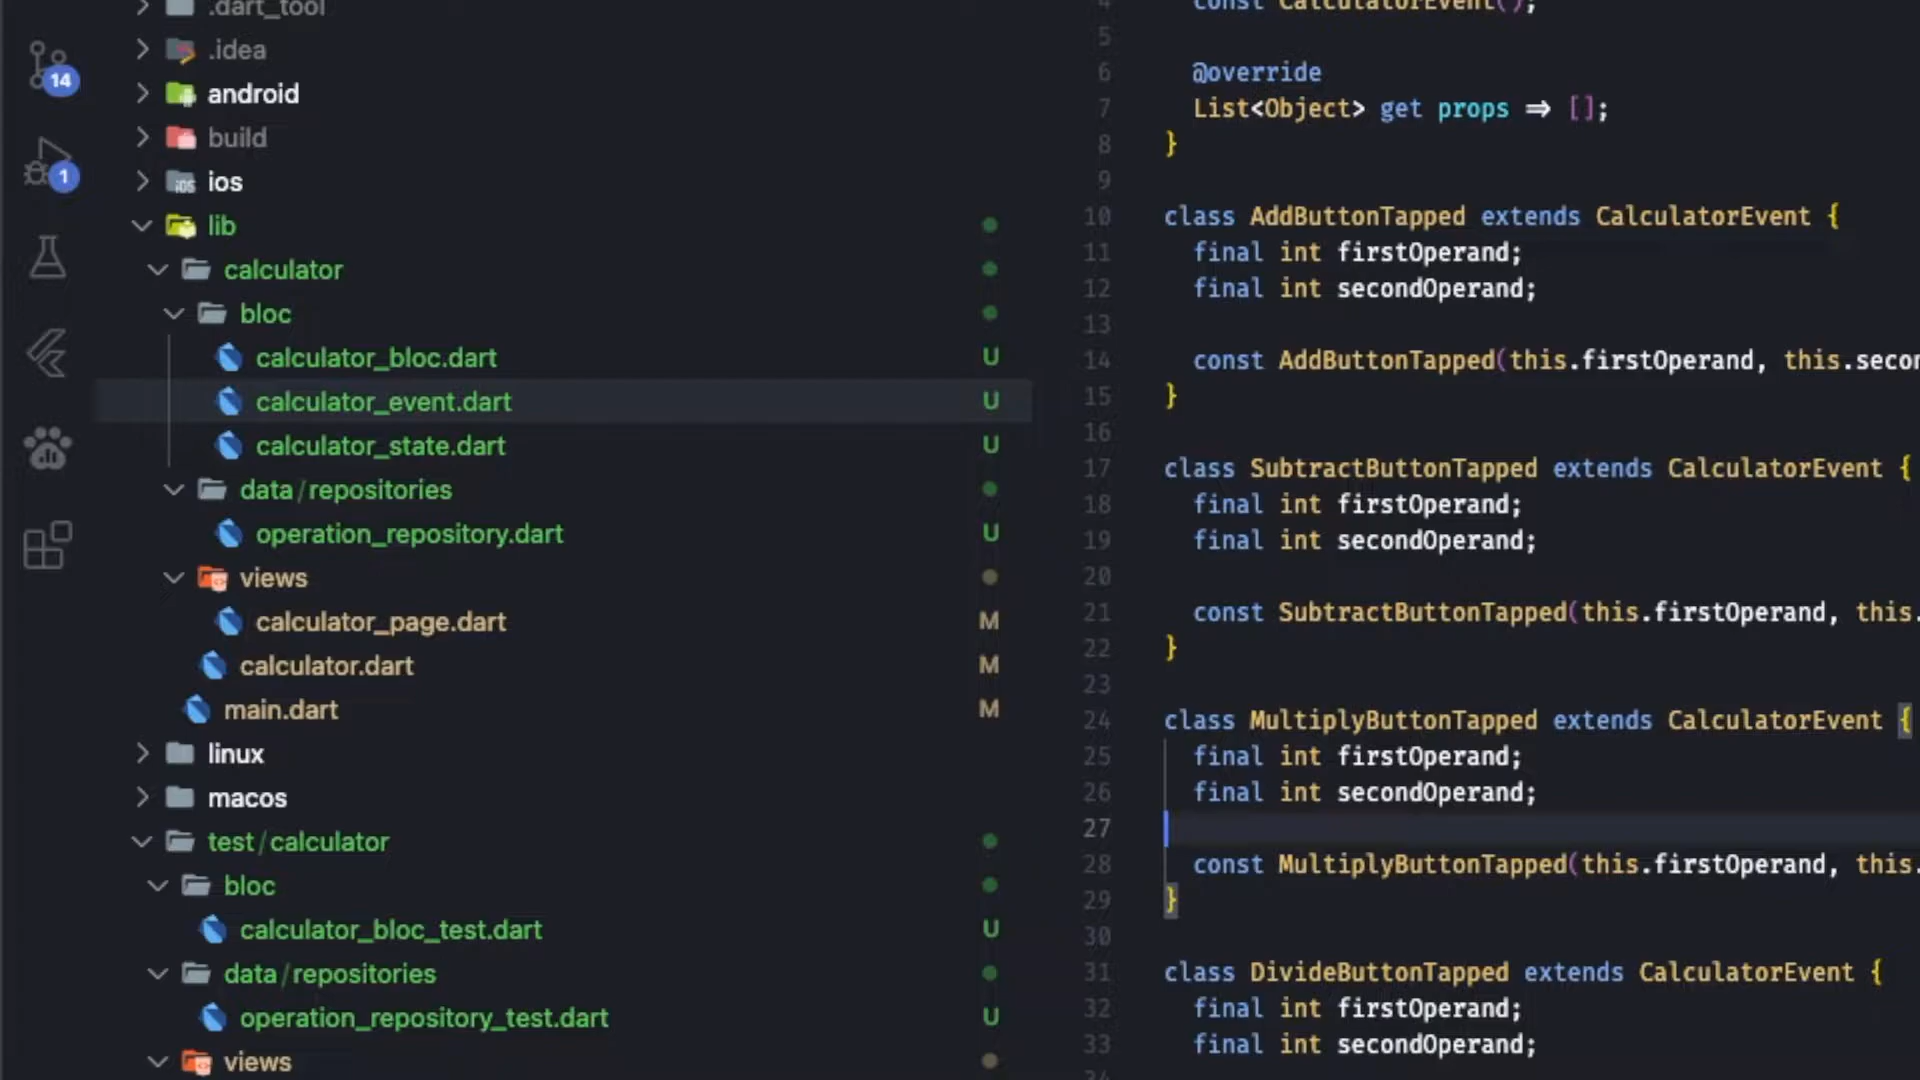 .dart_tool
.idea
android
build
ios
lib
calculator
bloc
calculator_bloc.dart U
calculator_event.dart U
calculator_state.dart U
data/repositories
operation_repository.dart U
views
calculator_page.dart M
calculator.dart M
main.dart M
linux
macos
test/calculator
bloc
calculator_bloc_test.dart U
data/repositories
operation_repository_test.dart U
views
14
1
iOS
4 const CalculatorEvent();
5
6 @override
7 List<Object> get props => [];
8 }
9
10 class AddButtonTapped extends CalculatorEvent {
11 final int firstOperand;
12 final int secondOperand;
13
14 const AddButtonTapped(this.firstOperand, this.secon
15 }
16
17 class SubtractButtonTapped extends CalculatorEvent {
18 final int firstOperand;
19 final int secondOperand;
20
21 const SubtractButtonTapped(this.firstOperand, this.
22 }
23
24 class MultiplyButtonTapped extends CalculatorEvent {
25 final int firstOperand;
26 final int secondOperand;
27
28 const MultiplyButtonTapped(this.firstOperand, this.
29 }
30
31 class DivideButtonTapped extends CalculatorEvent {
32 final int firstOperand;
33 final int secondOperand;
34